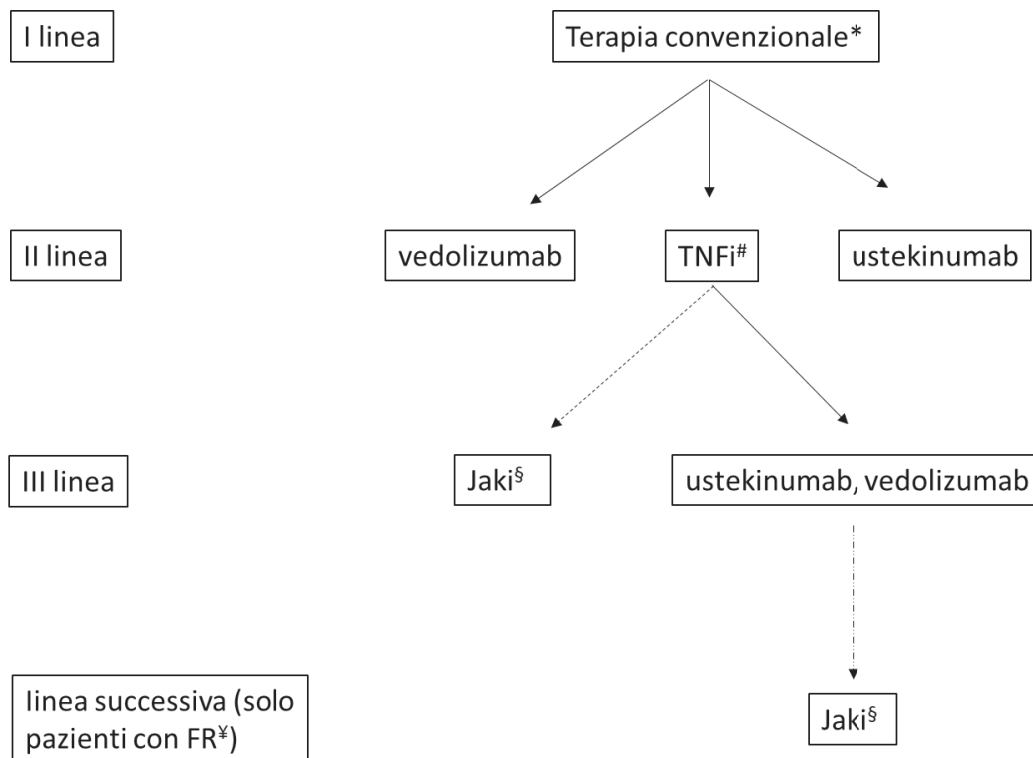 I linea
Terapia convenzionale*
II linea
vedolizumab
TNFi#
ustekinumab
III linea
Jaki§
ustekinumab, vedolizumab
linea successiva (solo
pazienti con FR¥)
Jaki§